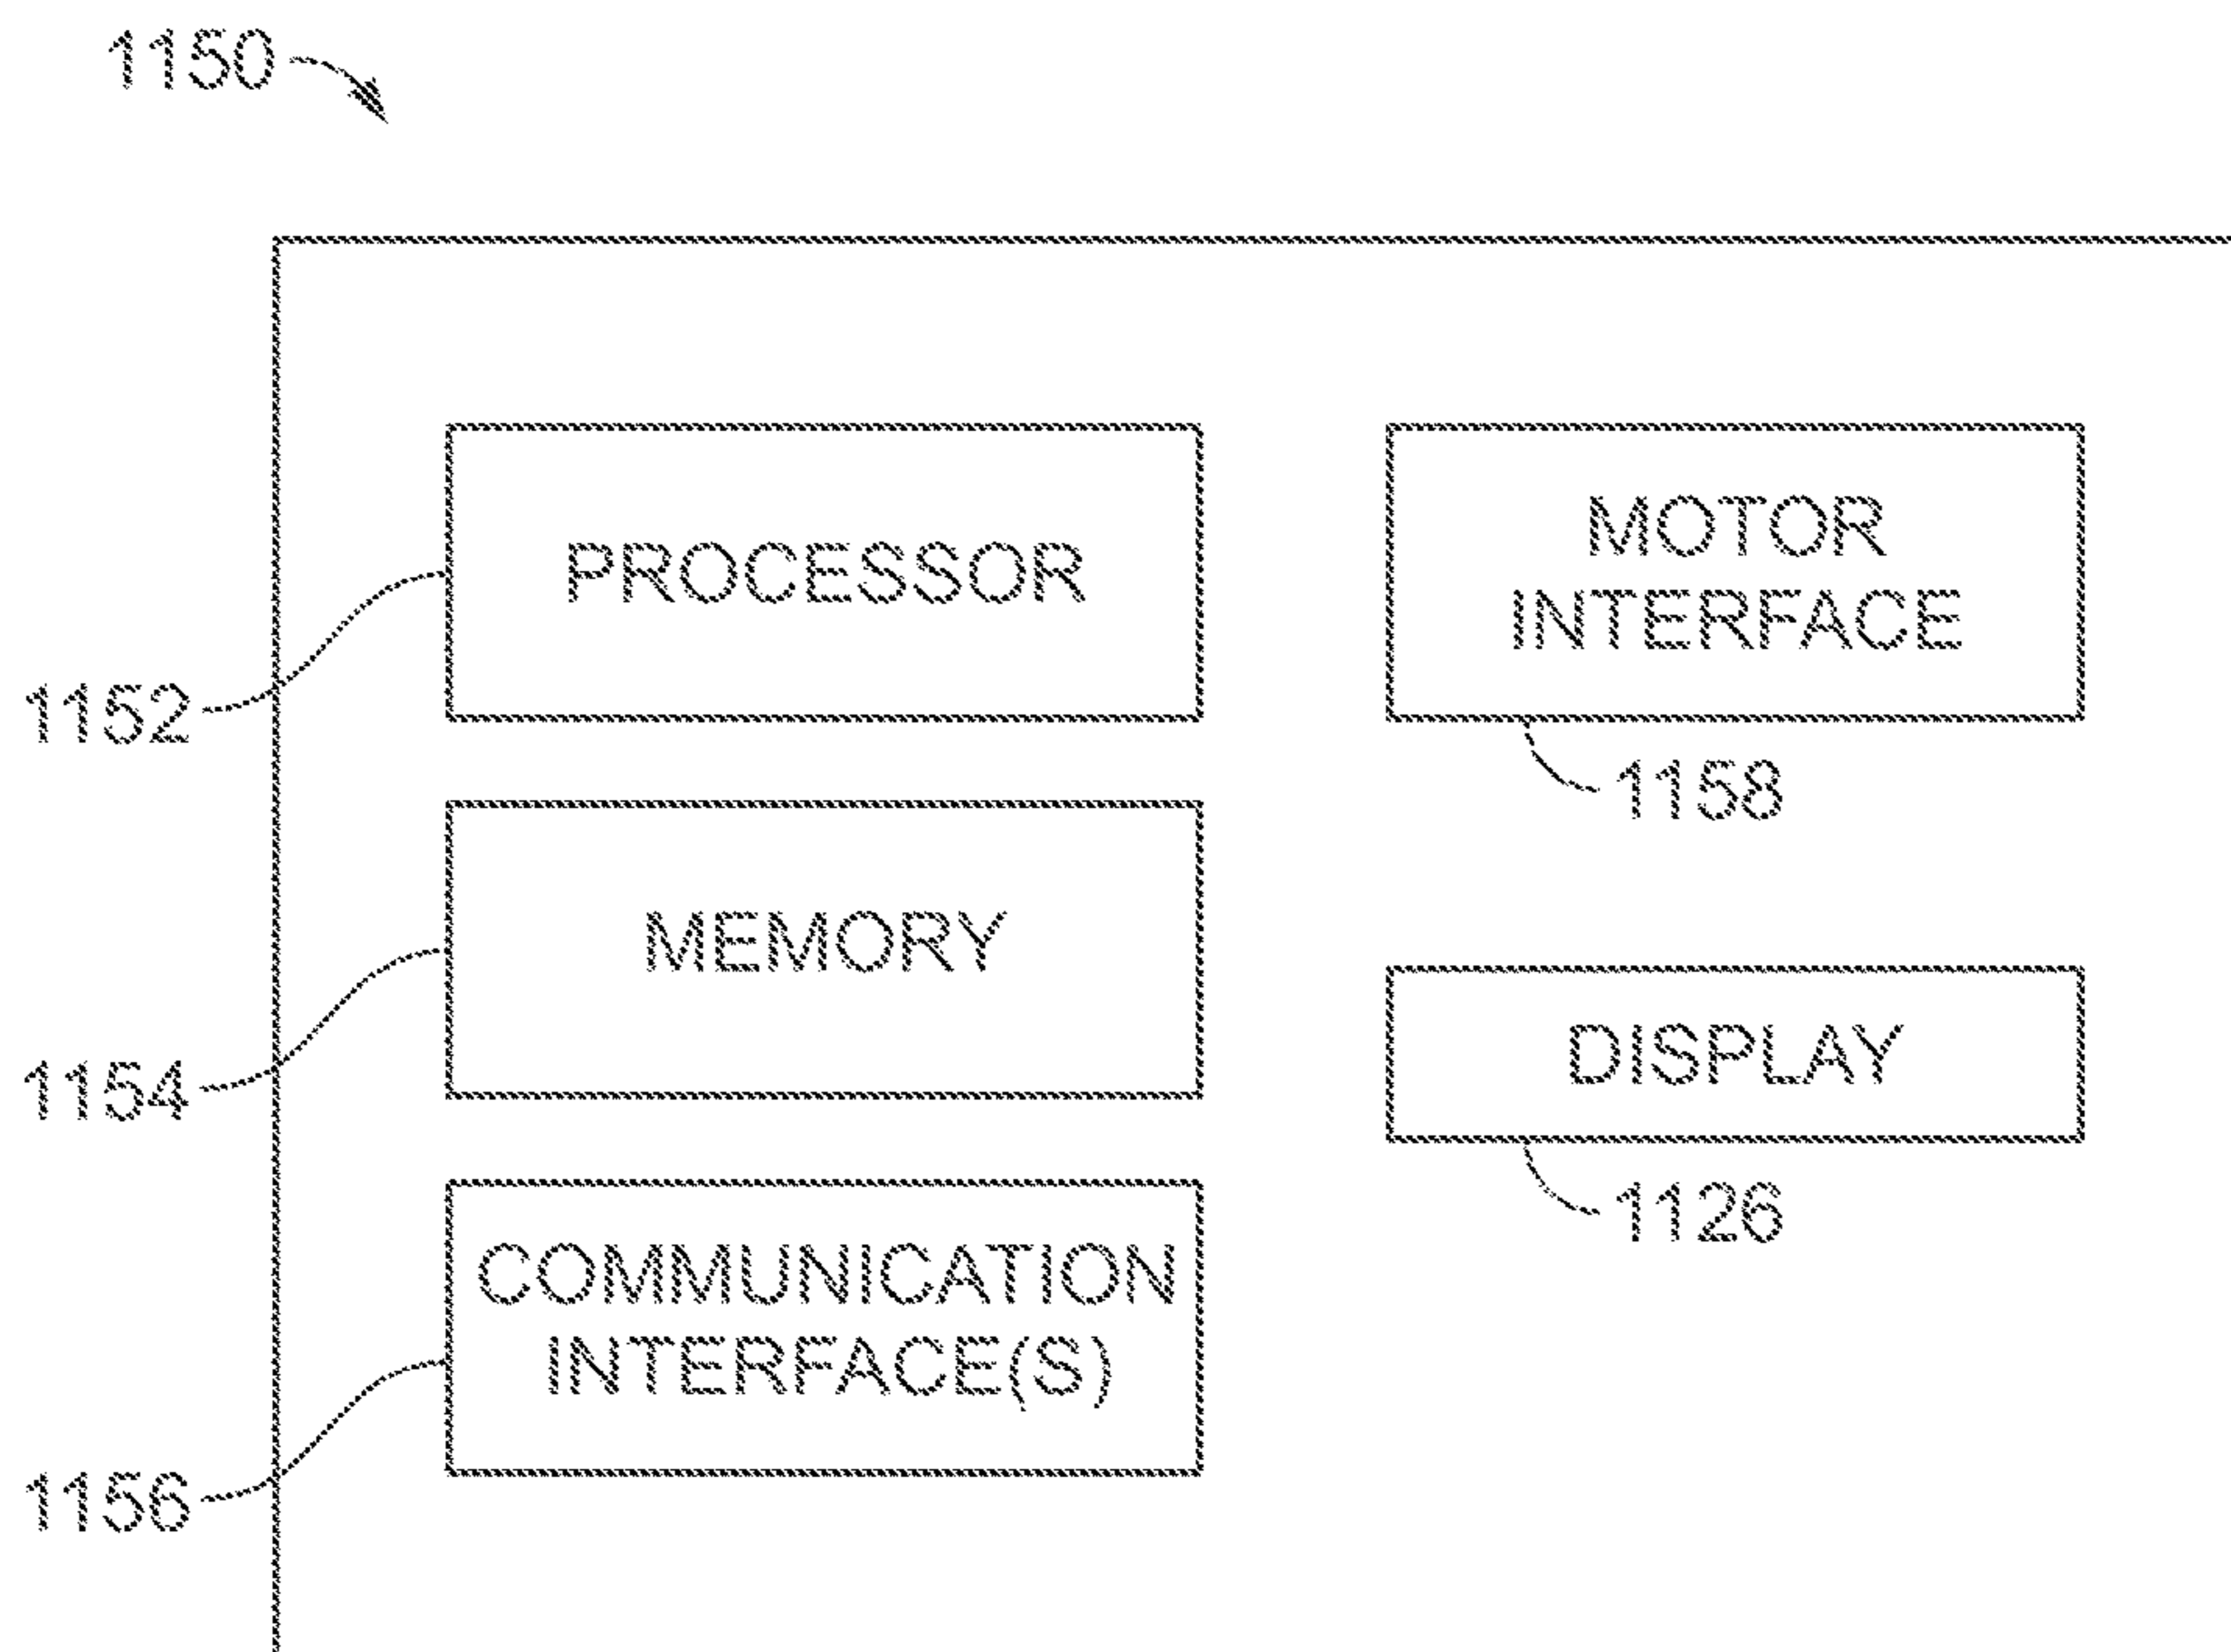 1150
PROCESSOR
1152
MOTOR
INTERFACE
1158
MEMORY
1154
DISPLAY
1126
COMMUNICATION
INTERFACE(S)
1156